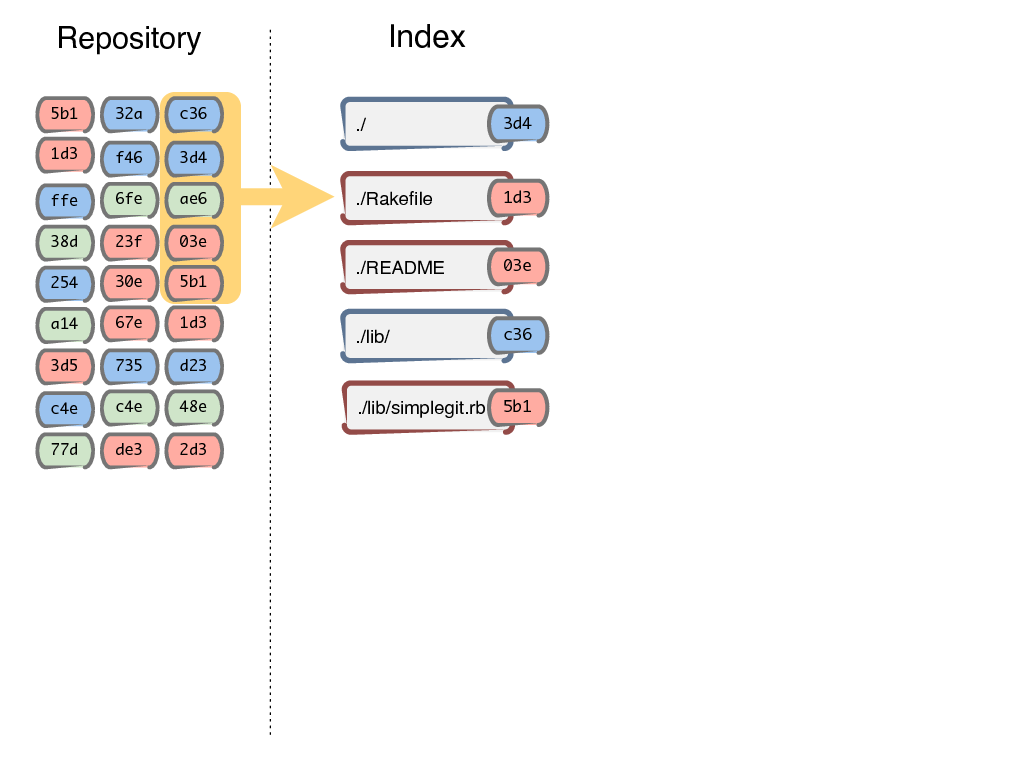 Repository
Index
5b1 32a c36
1d3 f46 3d4
ffe 6fe ae6
38d 23f 03e
254 30e 5b1
a14 67e 1d3
3d5 735 d23
c4e c4e 48e
77d de3 2d3
./ 3d4
./Rakefile 1d3
./README 03e
./lib/ c36
./lib/simplegit.rb 5b1